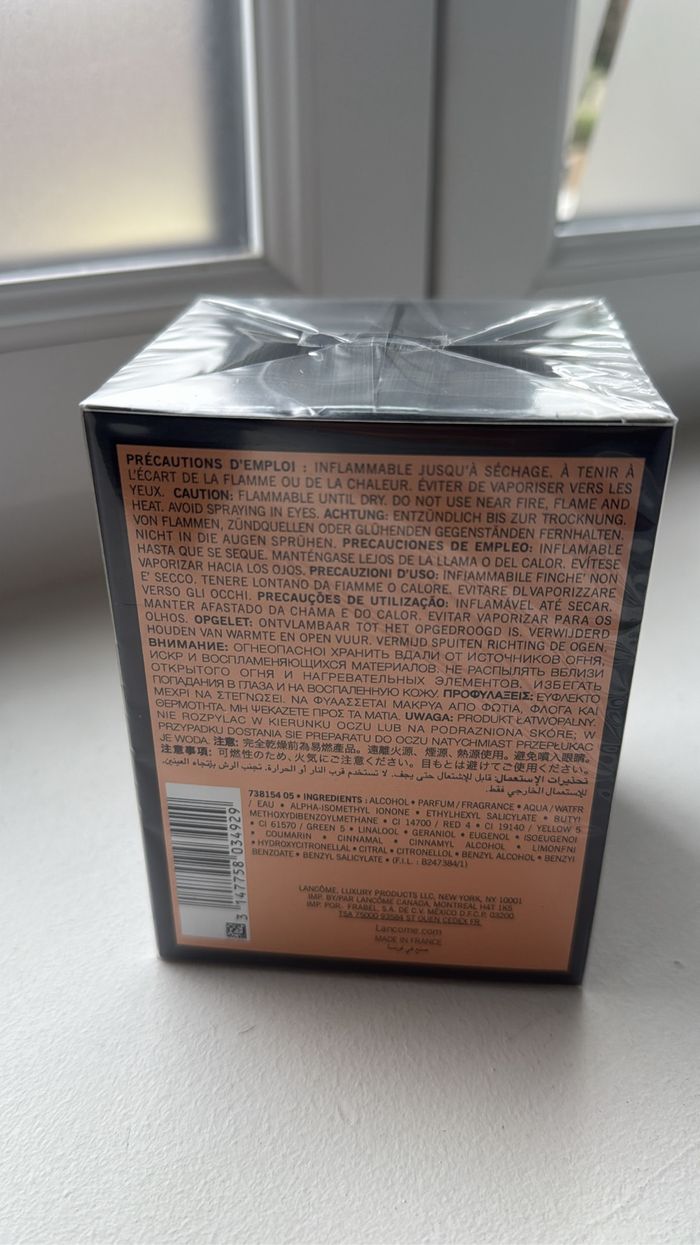 PRÉCAUTIONS D'EMPLOI : INFLAMMABLE JUSQU'À SÉCHAGE. À TENIR À
L'ÉCART DE LA FLAMME OU DE LA CHALEUR. ÉVITER DE VAPORISER VERS LES
YEUX. CAUTION: FLAMMABLE UNTIL DRY. DO NOT USE NEAR FIRE, FLAME AND
HEAT. AVOID SPRAYING IN EYES. ACHTUNG: ENTZÜNDLICH BIS ZUR TROCKNUNG.
VON FLAMMEN, ZÜNDQUELLEN ODER GLÜHENDEN GEGENSTÄNDEN FERNHALTEN.
NICHT IN DIE AUGEN SPRÜHEN. PRECAUCIONES DE EMPLEO: INFLAMABLE
HASTA QUE SE SEQUE. MANTÉNGASE LEJOS DE LA LLAMA O DEL CALOR. EVÍTESE
VAPORIZAR HACIA LOS OJOS. PRECAUZIONI D'USO: INFIAMMABILE FINCHE' NON
E' SECCO. TENERE LONTANO DA FIAMME O CALORE. EVITARE DI VAPORIZZARE
VERSO GLI OCCHI. PRECAUÇÕES DE UTILIZAÇÃO: INFLAMÁVEL ATÉ SECAR.
MANTER AFASTADO DA CHAMA E DO CALOR. EVITAR VAPORIZAR PARA OS
OLHOS. OPGELET: ONTVLAMBAAR TOT HET OPGEDROOGD IS. VERWIJDERD
HOUDEN VAN WARMTE EN OPEN VUUR. VERMIJD SPUITEN RICHTING DE OGEN.
ВНИМАНИЕ: ОГНЕОПАСНО! ХРАНИТЬ ВДАЛИ ОТ ИСТОЧНИКОВ ОГНЯ,
ИСКР И ВОСПЛАМЕНЯЮЩИХСЯ МАТЕРИАЛОВ. НЕ РАСПЫЛЯТЬ ВБЛИЗИ
ОТКРЫТОГО ОГНЯ И НАГРЕВАТЕЛЬНЫХ ЭЛЕМЕНТОВ, ИЗБЕГАТЬ
ПОПАДАНИЯ В ГЛАЗА И НА ВОСПАЛЕННУЮ КОЖУ. ΠΡΟΦΥΛΑΞΕΙΣ: ΕΥΦΛΕΚΤΟ
ΜΕΧΡΙ ΝΑ ΣΤΕΓΝΩΣΕΙ. ΝΑ ΦΥΛΑΣΣΕΤΑΙ ΜΑΚΡΥΑ ΑΠΟ ΦΩΤΙΑ, ΦΛΟΓΑ ΚΑΙ
ΘΕΡΜΟΤΗΤΑ. ΜΗ ΨΕΚΑΖΕΤΕ ΠΡΟΣ ΤΑ ΜΑΤΙΑ. UWAGA: PRODUKT ŁATWOPALNY.
NIE ROZPYLAC W KIERUNKU OCZU LUB NA PODRAZNIONA SKÓRE; W
PRZYPADKU DOSTANIA SIE PREPARATU DO OCZU NATYCHMIAST PRZEPŁUKAC
JE WODA. 注意: 完全乾燥前為易燃產品。遠離火源、煙源、熱源使用。避免噴入眼睛。
注意事項: 可燃性のため、火気にご注意ください。目もとは避けてご使用ください。
تحذيرات الإستعمال: قابل للإشتعال حتى يجف. لا تستخدم قرب النار أو الحرارة. تجنب الرش بإتجاه العينين.
للإستعمال الخارجي فقط.
738154 05 • INGREDIENTS : ALCOHOL • PARFUM / FRAGRANCE • AQUA / WATER
/ EAU • ALPHA-ISOMETHYL IONONE • ETHYLHEXYL SALICYLATE • BUTYL
METHOXYDIBENZOYLMETHANE • CI 14700 / RED 4 • CI 19140 / YELLOW 5
• CI 61570 / GREEN 5 • LINALOOL • GERANIOL • EUGENOL • ISOEUGENOL
• COUMARIN • CINNAMAL • CINNAMYL ALCOHOL • LIMONENE
• HYDROXYCITRONELLAL • CITRAL • CITRONELLOL • BENZYL ALCOHOL • BENZYL
BENZOATE • BENZYL SALICYLATE • (F.I.L. : B247384/1)
3 147758 034929
LANCÔME, LUXURY PRODUCTS LLC, NEW YORK, NY 10001
IMP. BY/PAR LANCÔME CANADA, MONTREAL H4T 1K5
IMP. POR. FRABEL, S.A. DE C.V. MÉXICO D.F.C.P. 03200.
TSA 75000 93584 ST OUEN CEDEX FR
Lancome.com
MADE IN FRANCE
صنع في فرنسا